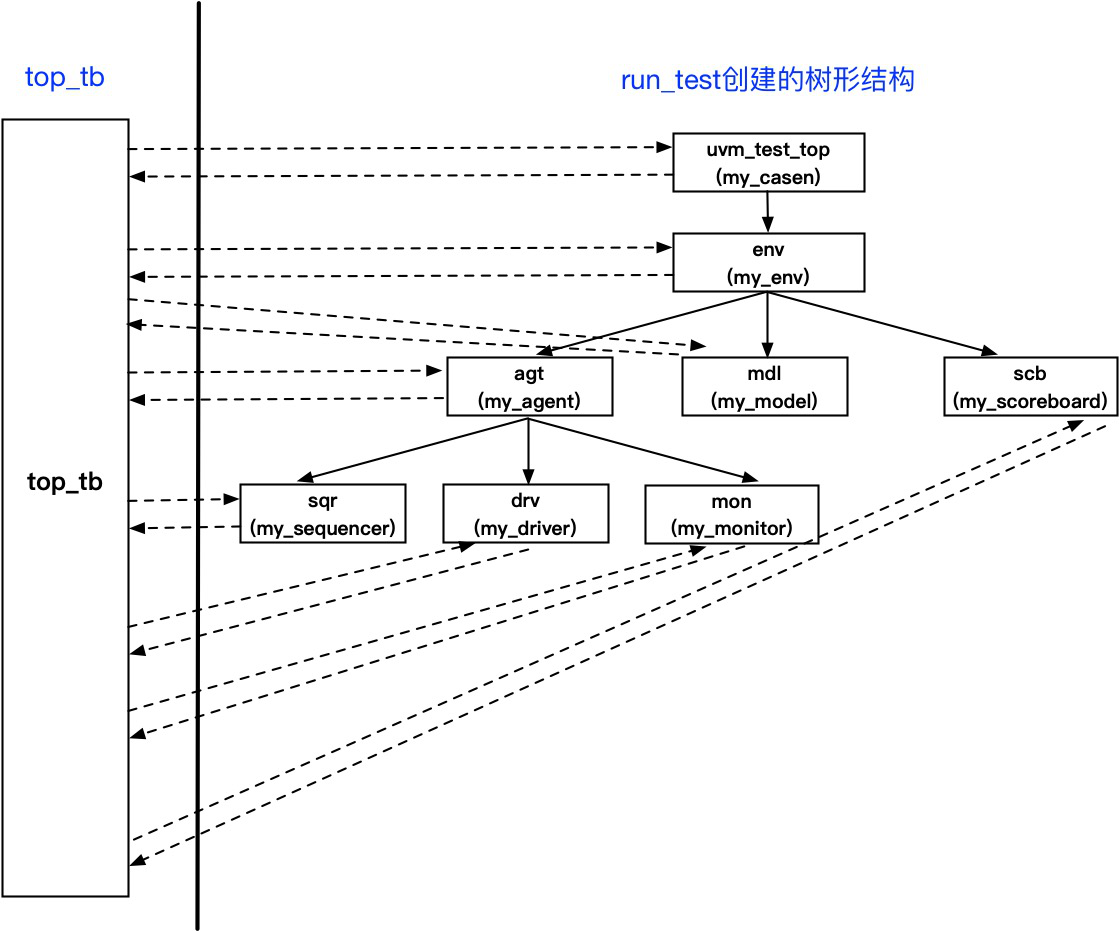 top_tb
run_test创建的树形结构
uvm_test_top
(my_casen)
env
(my_env)
agt
(my_agent)
mdl
(my_model)
scb
(my_scoreboard)
top_tb
sqr
(my_sequencer)
drv
(my_driver)
mon
(my_monitor)